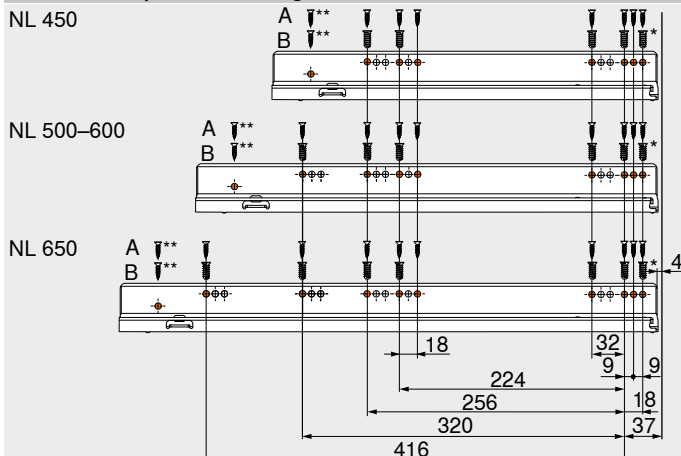 NL 450
A **
B ** *
NL 500–600
A **
B ** *
NL 650
A **
B ** * 4
18 32
9 9
224
256 18
320 37
416